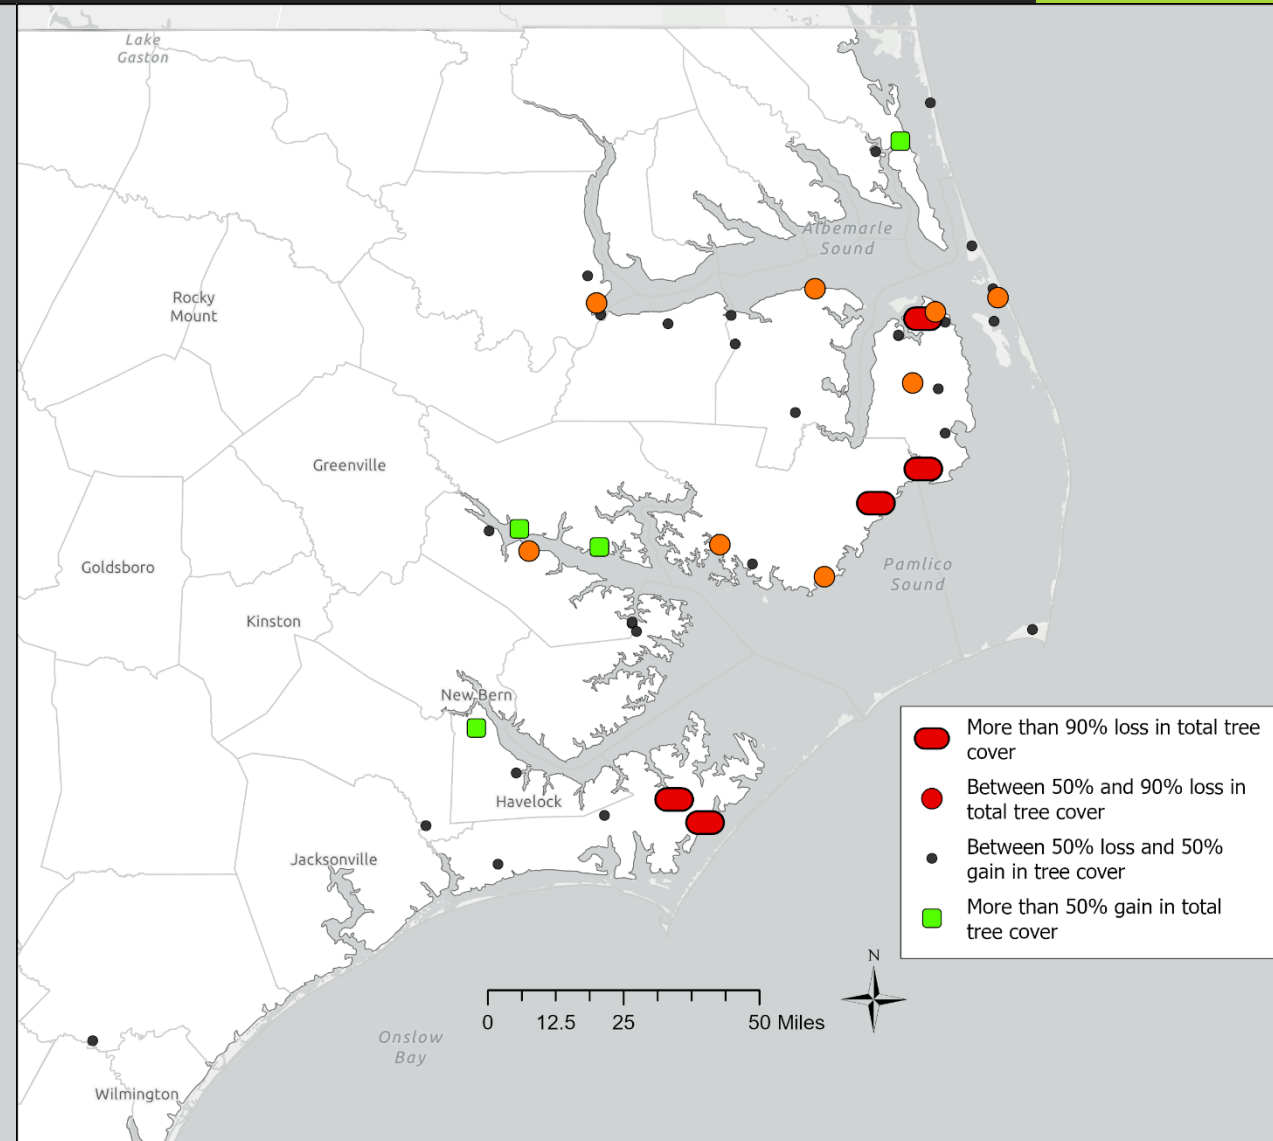 Lake
Gaston
Albemarle
Sound
Rocky
Mount
Greenville
Goldsboro
Pamlico
Sound
Kinston
New Bern
More than 90% loss in total tree
cover
Between 50% and 90% loss in
total tree cover
Havelock
Between 50% loss and 50%
gain in tree cover
Jacksonville
More than 50% gain in total
tree cover
N
0 12.5 25 50 Miles
Onslow
Bay
Wilmington